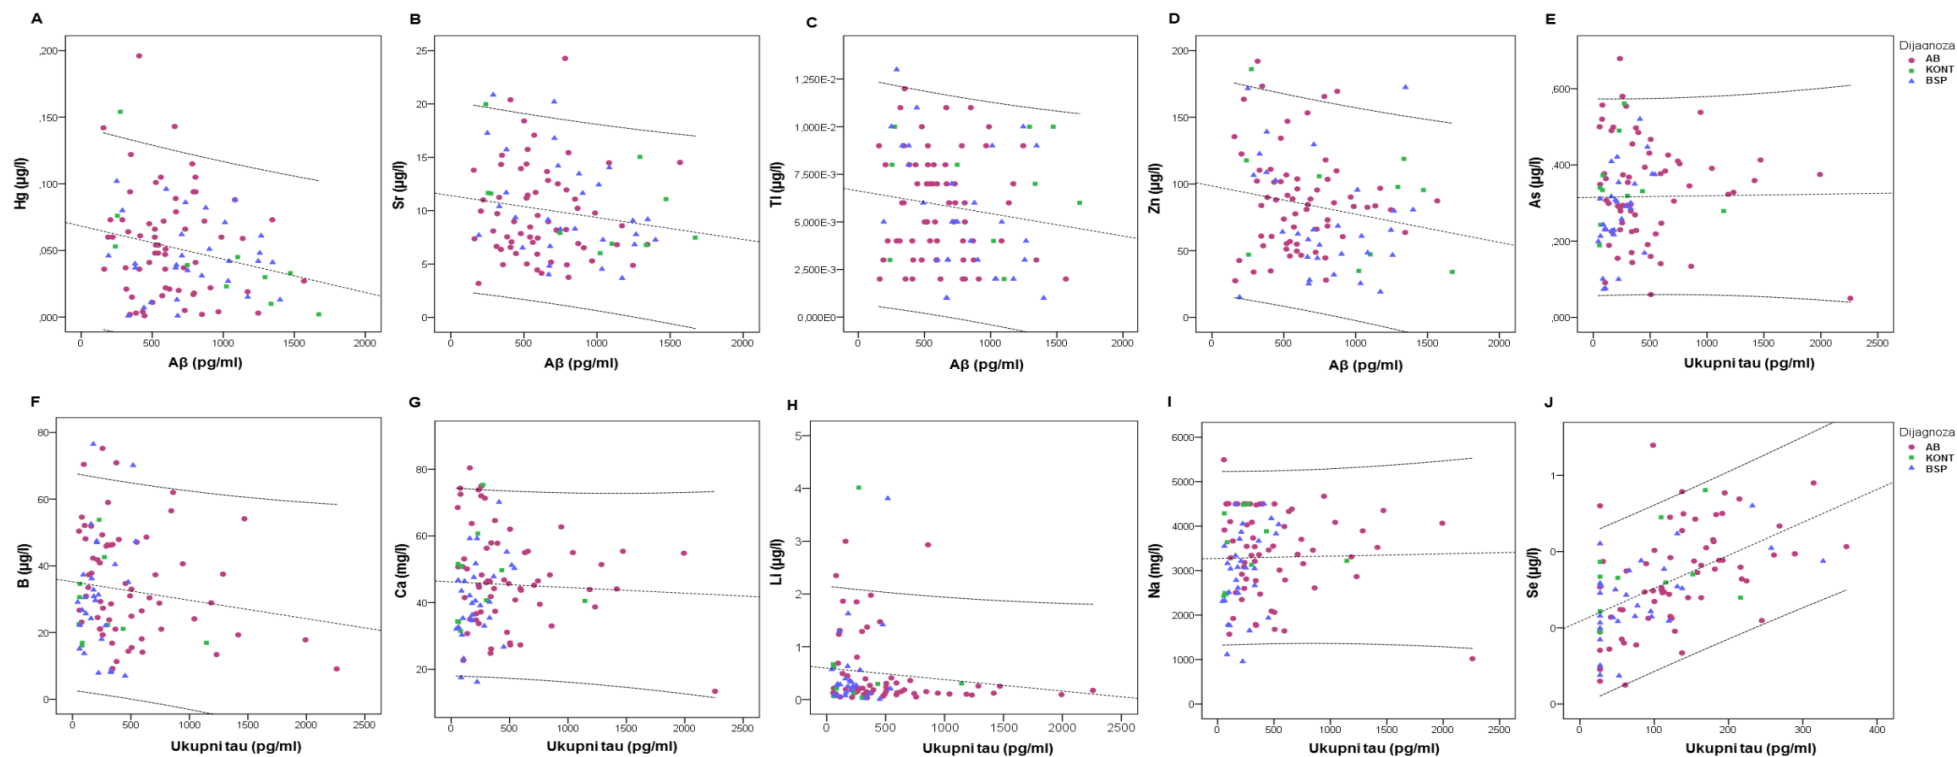 A
,200
,150
,100
,050
,000
Hg (µg/l)
0
500
1000
1500
2000
Aβ (pg/ml)
B
25
20
15
10
5
0
Sr (µg/l)
0
500
1000
1500
2000
Aβ (pg/ml)
C
1,250E-2
1,000E-2
7,500E-3
5,000E-3
2,500E-3
0,000E0
Tl (µg/l)
0
500
1000
1500
2000
Aβ (pg/ml)
D
200
150
100
50
0
Zn (µg/l)
0
500
1000
1500
2000
Aβ (pg/ml)
E
,600
,400
,200
,000
As (µg/l)
0
500
1000
1500
2000
2500
Ukupni tau (pg/ml)
Dijagnoza
AB
KONT
BSP
F
80
60
40
20
0
B (µg/l)
0
500
1000
1500
2000
2500
Ukupni tau (pg/ml)
G
80
60
40
20
0
Ca (mg/l)
0
500
1000
1500
2000
2500
Ukupni tau (pg/ml)
H
5
4
3
2
1
0
Li (µg/l)
0
500
1000
1500
2000
2500
Ukupni tau (pg/ml)
I
6000
5000
4000
3000
2000
1000
0
Na (mg/l)
0
500
1000
1500
2000
2500
Ukupni tau (pg/ml)
J
1
0
0
0
Se (µg/l)
0
100
200
300
400
Ukupni tau (pg/ml)
Dijagnoza
AB
KONT
BSP